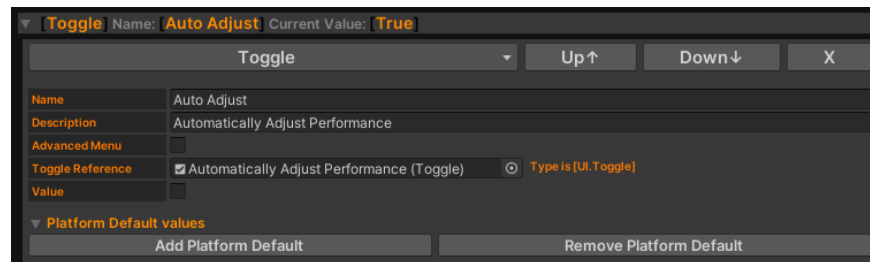 [Toggle] Name: [Auto Adjust] Current Value: [True]
Toggle Up↑ Down↓ X
Name Auto Adjust
Description Automatically Adjust Performance
Advanced Menu
Toggle Reference Automatically Adjust Performance (Toggle) Type is [UI.Toggle]
Value
Platform Default values
Add Platform Default Remove Platform Default